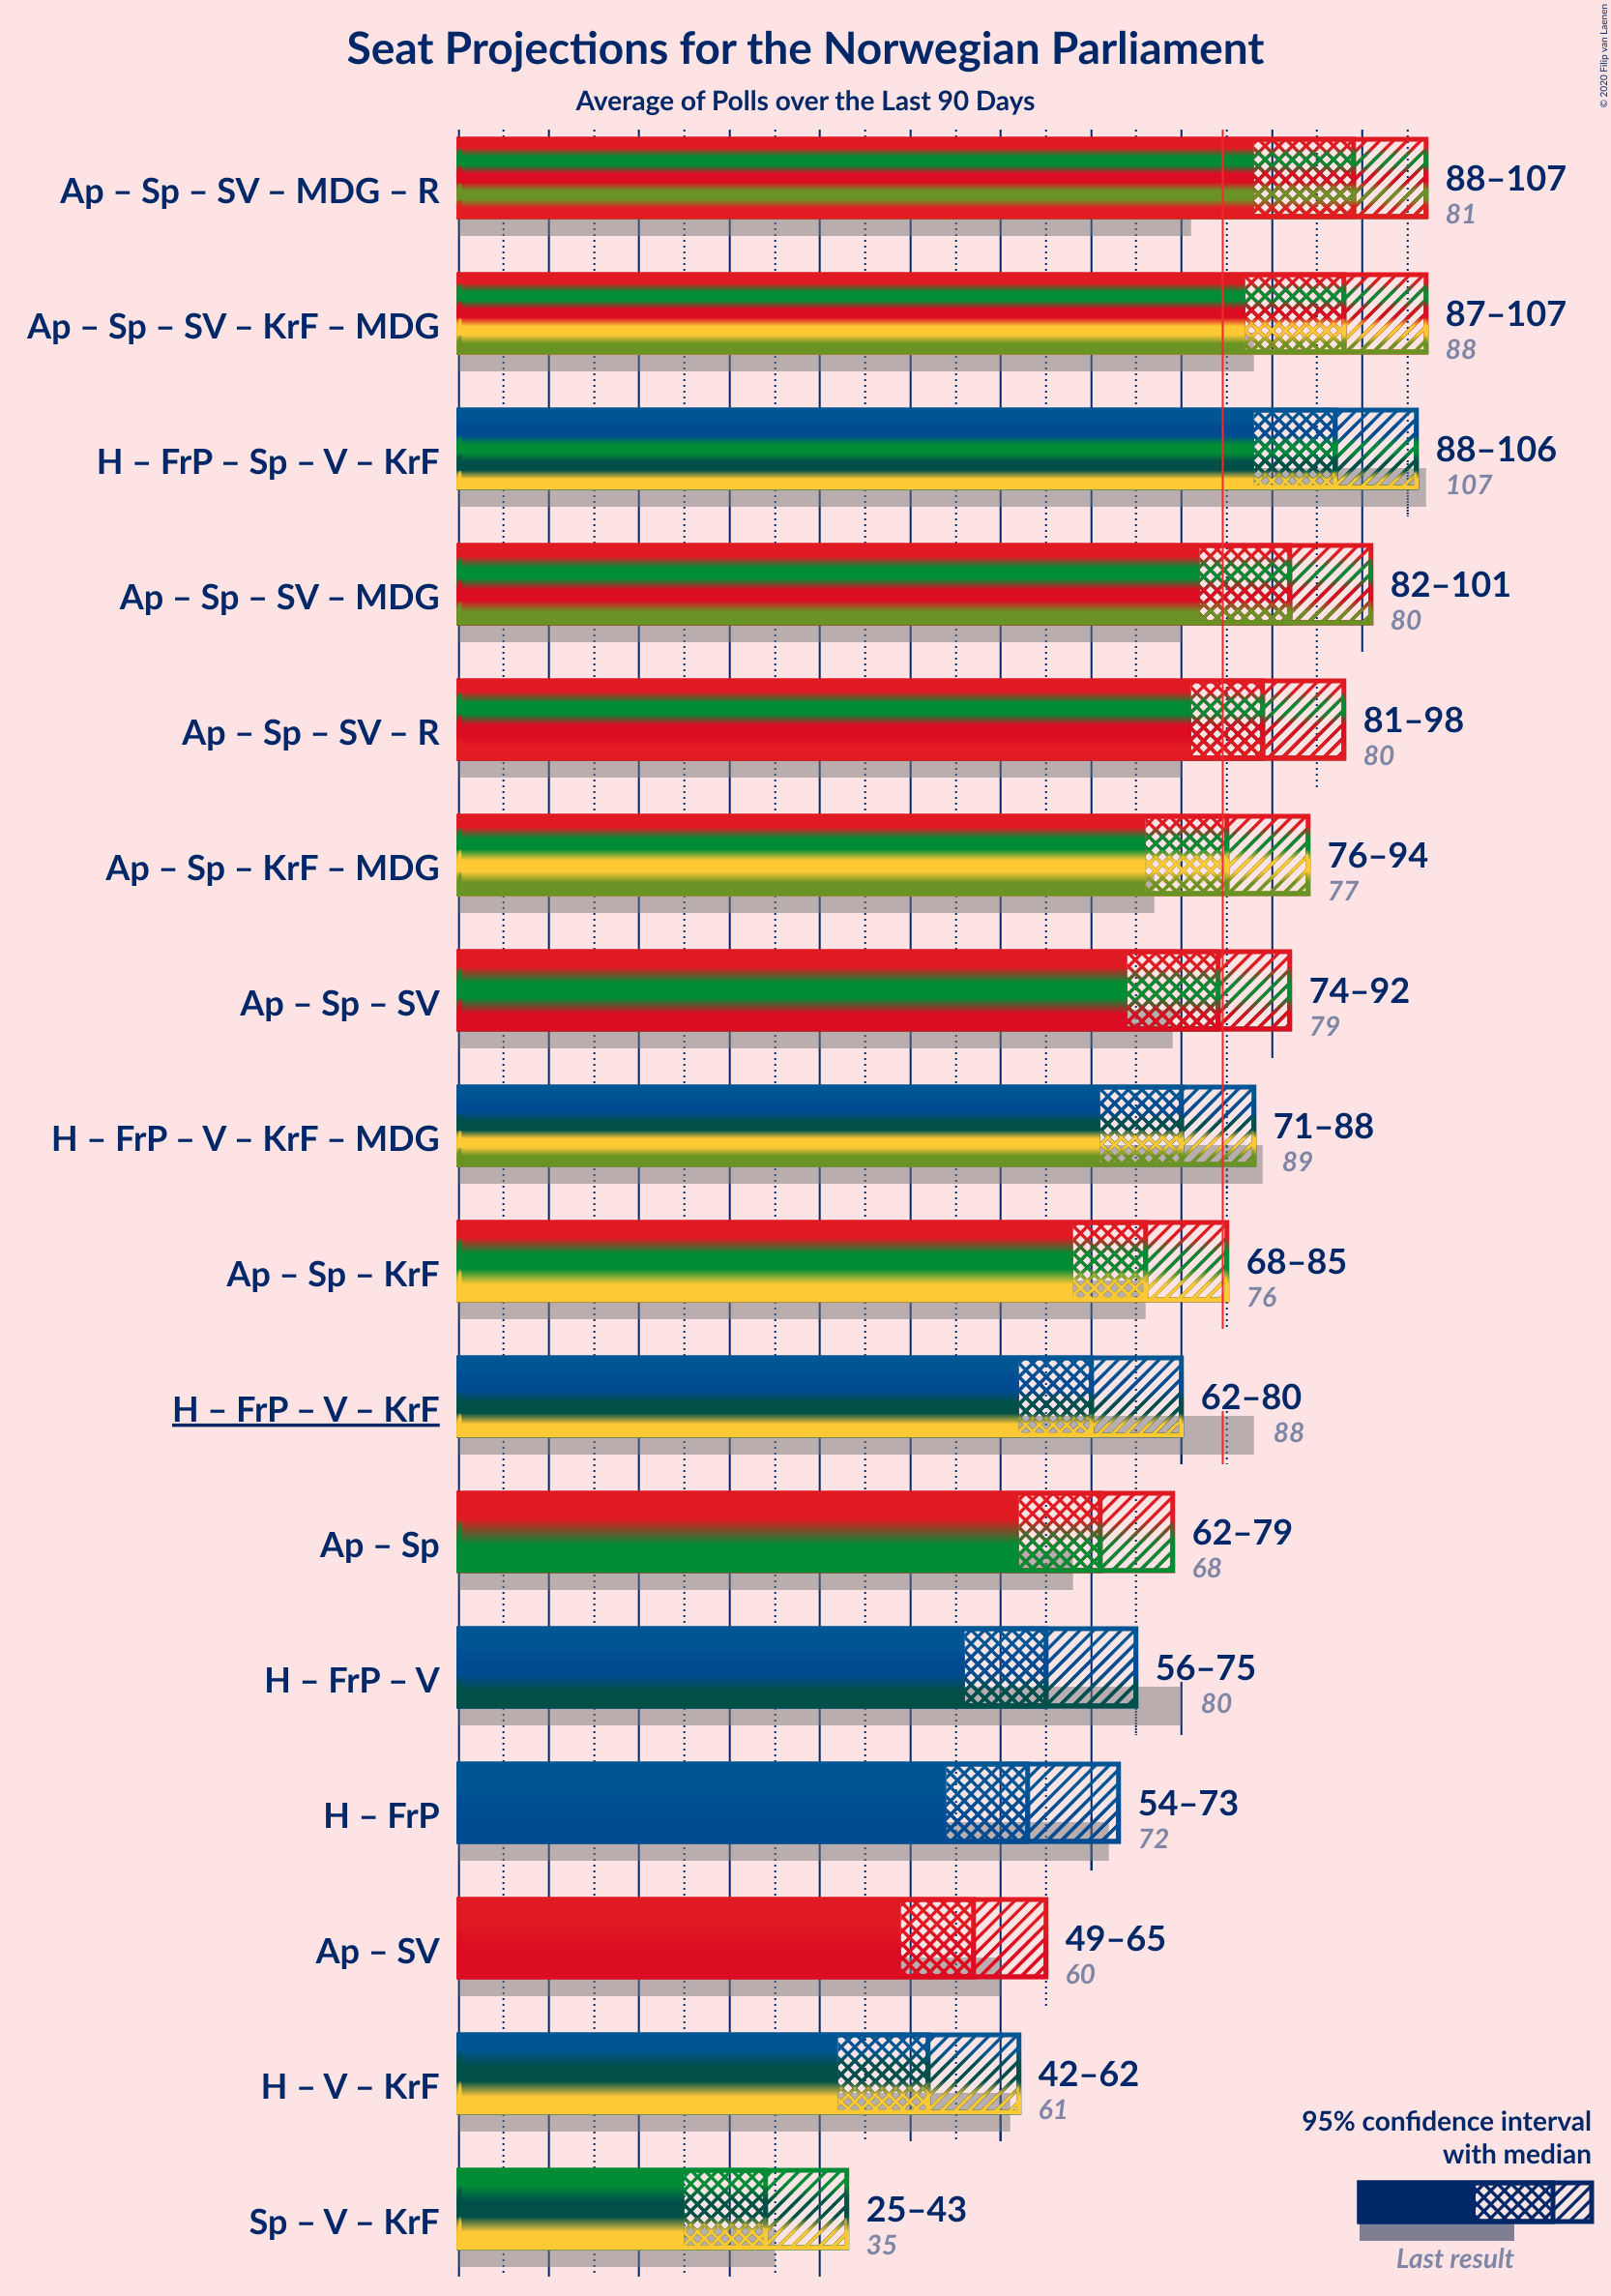 © 2020 Filip van Laenen
Seat Projections for the Norwegian Parliament
Average of Polls over the Last 90 Days
Ap – Sp – SV – MDG – R
88–107
81
Ap – Sp – SV – KrF – MDG
87–107
88
H – FrP – Sp – V – KrF
88–106
107
Ap – Sp – SV – MDG
82–101
80
Ap – Sp – SV – R
81–98
80
Ap – Sp – KrF – MDG
76–94
77
Ap – Sp – SV
74–92
79
H – FrP – V – KrF – MDG
71–88
89
Ap – Sp – KrF
68–85
76
H – FrP – V – KrF
62–80
88
Ap – Sp
62–79
68
H – FrP – V
56–75
80
H – FrP
54–73
72
Ap – SV
49–65
60
H – V – KrF
42–62
61
Sp – V – KrF
25–43
35
95% confidence interval
with median
Last result